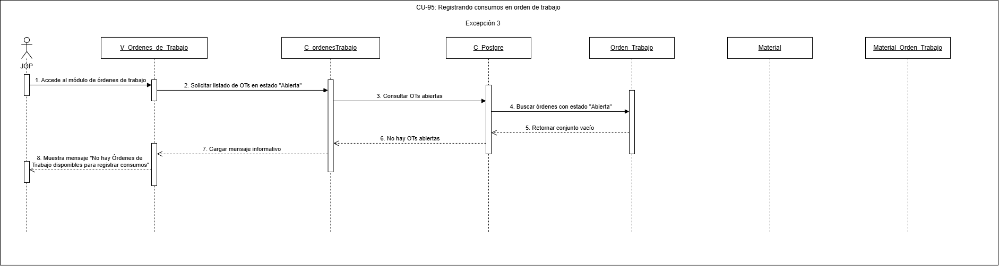 CU-95: Registrando consumos en orden de trabajo
Excepción 3
JOP
V_Ordenes_de_Trabajo
C_ordenesTrabajo
C_Postgre
Orden_Trabajo
Material
Material_Orden_Trabajo
1. Accede al módulo de órdenes de trabajo
2. Solicitar listado de OTs en estado "Abierta"
3. Consultar OTs abiertas
4. Buscar órdenes con estado "Abierta"
5. Retornar conjunto vacío
6. No hay OTs abiertas
7. Cargar mensaje informativo
8. Muestra mensaje "No hay Órdenes de
Trabajo disponibles para registrar consumos"